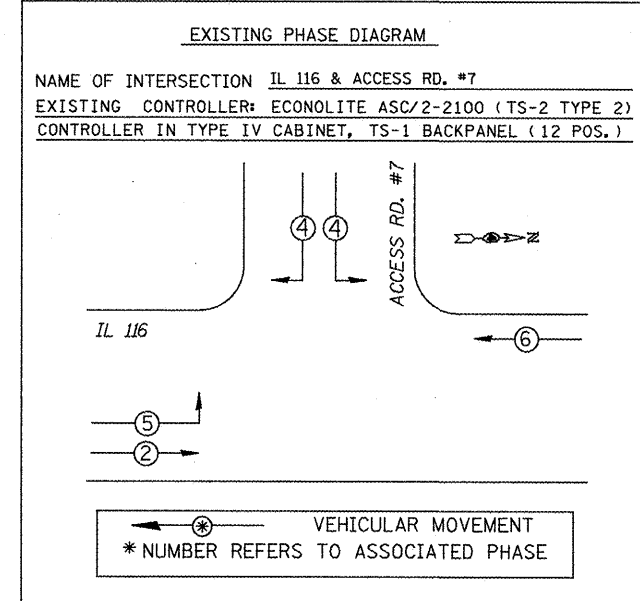 EXISTING PHASE DIAGRAM
NAME OF INTERSECTION IL 116 & ACCESS RD. #7
EXISTING CONTROLLER: ECONOLITE ASC/2-2100 (TS-2 TYPE 2)
CONTROLLER IN TYPE IV CABINET, TS-1 BACKPANEL (12 POS.)
4 4
ACCESS RD. #7
N
IL 116
6
5
2
* VEHICULAR MOVEMENT
* NUMBER REFERS TO ASSOCIATED PHASE